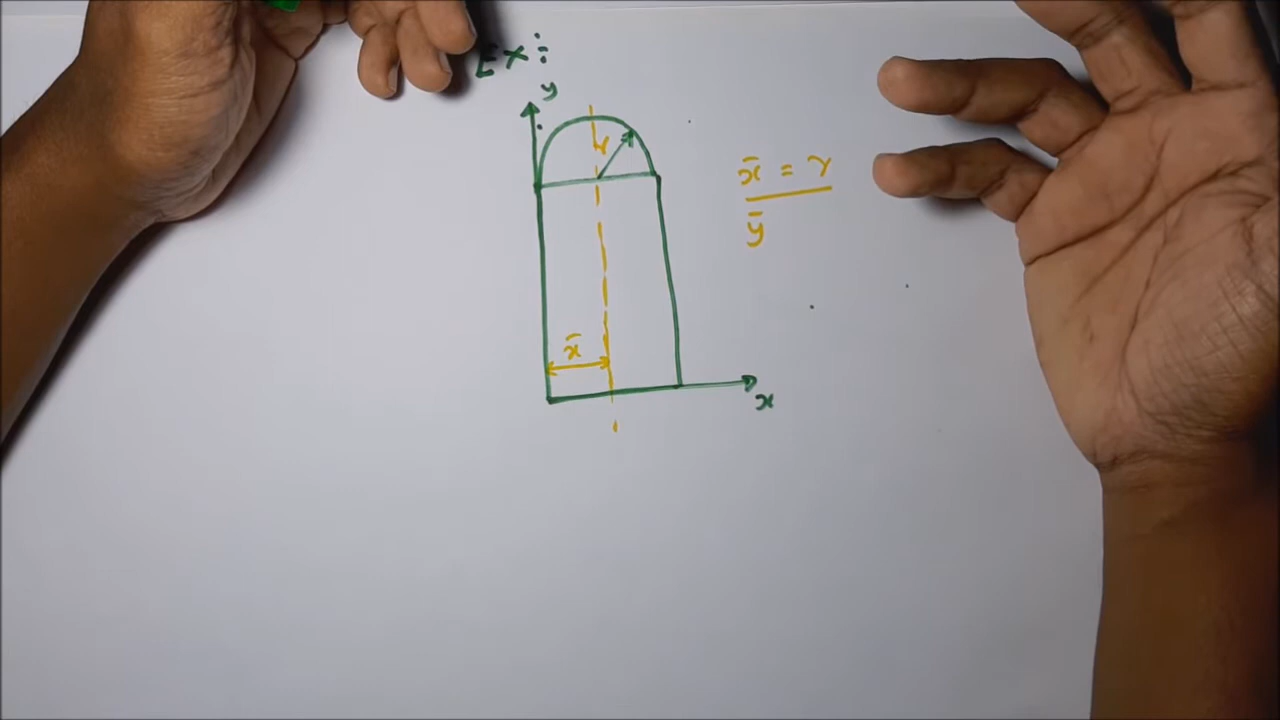 Ex:
y
r
x̄ = r
ȳ
x̄
x